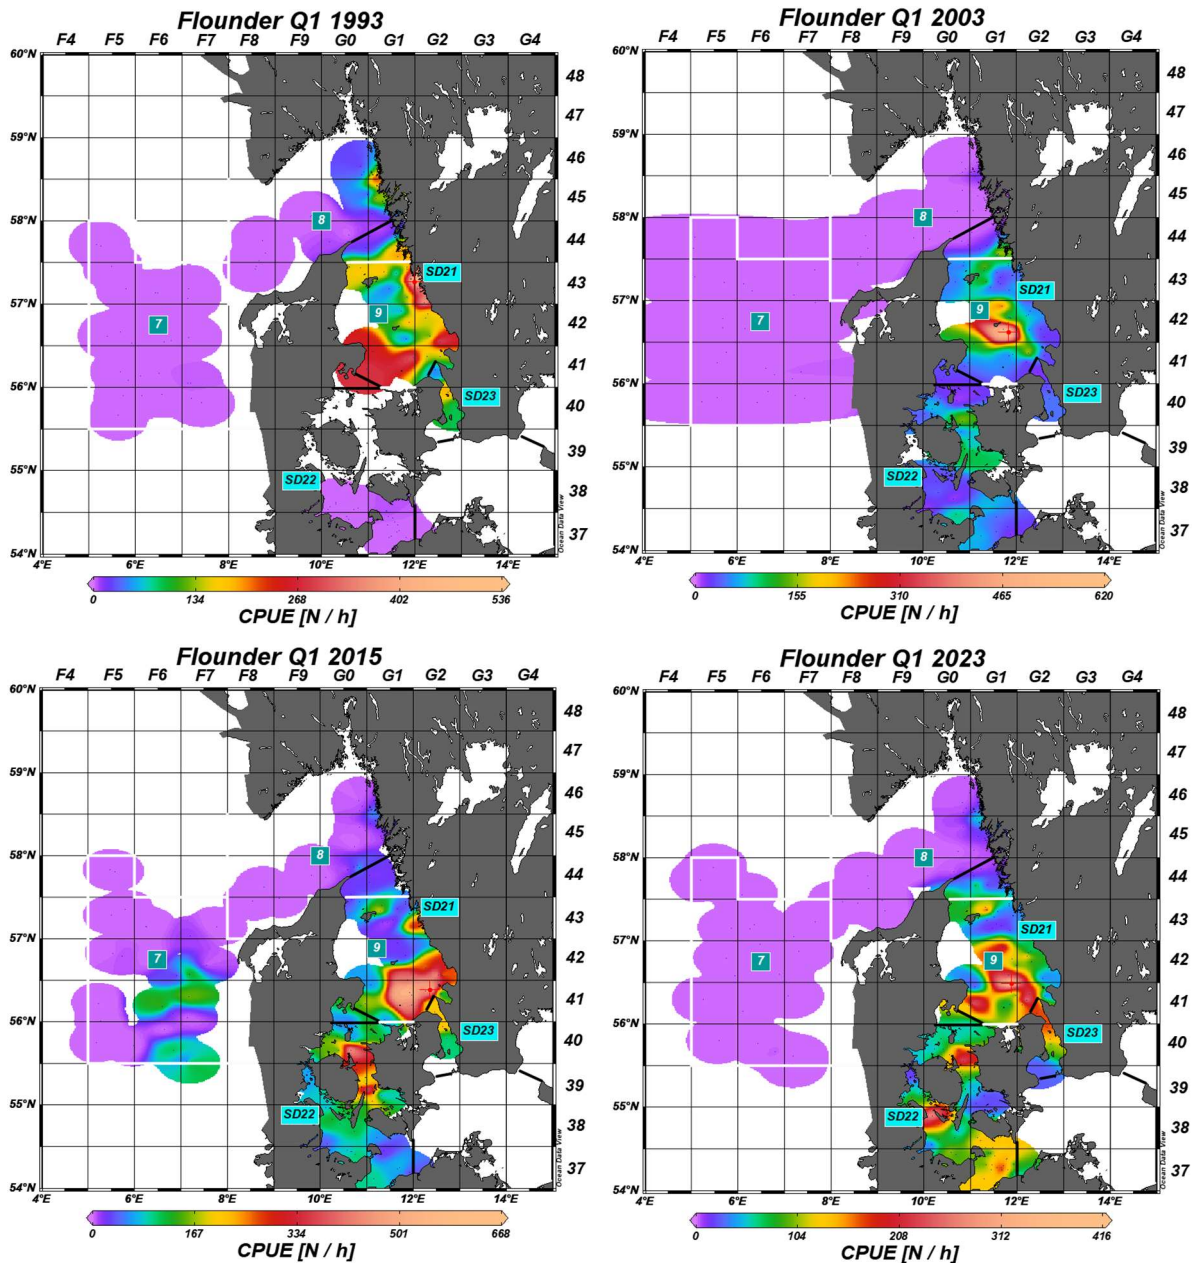 Flounder Q1 1993
F4 F5 F6 F7 F8 F9 G0 G1 G2 G3 G4
60°N
48
47
59°N
46
45
58°N
8
44
SD21
43
57°N
9
7
42
41
56°N
SD23
40
39
55°N
SD22
38
37
54°N
Ocean Data View
4°E 6°E 8°E 10°E 12°E 14°E
0 134 268 402 536
CPUE [N / h]
Flounder Q1 2003
F4 F5 F6 F7 F8 F9 G0 G1 G2 G3 G4
60°N
48
47
59°N
46
45
58°N
8
44
SD21
43
57°N
9
7
42
41
56°N
SD23
40
39
55°N
SD22
38
37
54°N
Ocean Data View
4°E 6°E 8°E 10°E 12°E 14°E
0 155 310 465 620
CPUE [N / h]
Flounder Q1 2015
F4 F5 F6 F7 F8 F9 G0 G1 G2 G3 G4
60°N
48
47
59°N
46
45
58°N
8
44
SD21
43
57°N
9
7
42
41
56°N
SD23
40
39
55°N
SD22
38
37
54°N
Ocean Data View
4°E 6°E 8°E 10°E 12°E 14°E
0 167 334 501 668
CPUE [N / h]
Flounder Q1 2023
F4 F5 F6 F7 F8 F9 G0 G1 G2 G3 G4
60°N
48
47
59°N
46
45
58°N
8
44
SD21
43
57°N
9
7
42
41
56°N
SD23
40
39
55°N
SD22
38
37
54°N
Ocean Data View
4°E 6°E 8°E 10°E 12°E 14°E
0 104 208 312 416
CPUE [N / h]